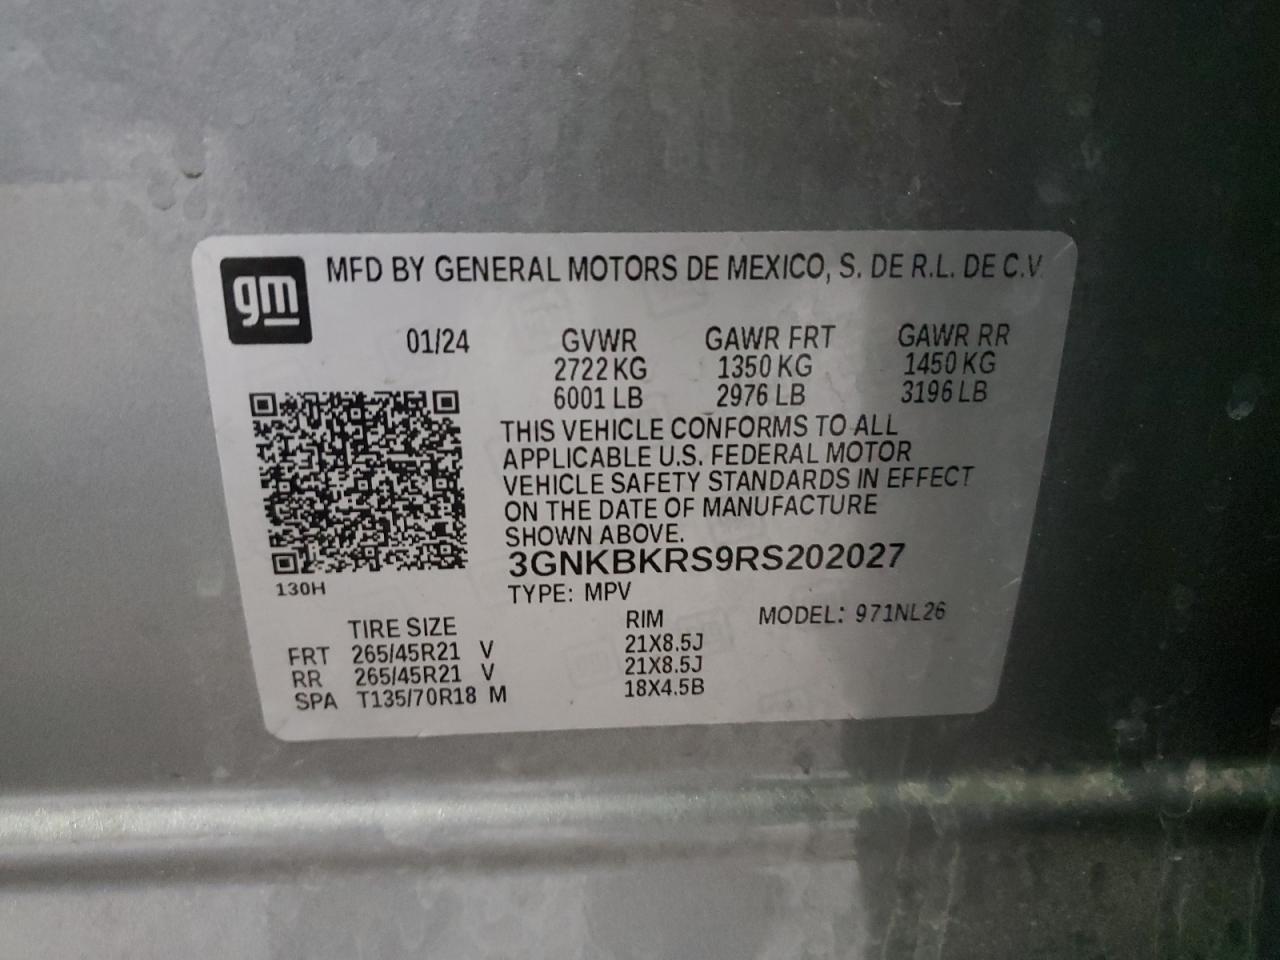 gm
MFD BY GENERAL MOTORS DE MEXICO, S. DE R.L. DE C.V.
01/24 GVWR GAWR FRT GAWR RR
2722 KG 1350 KG 1450 KG
6001 LB 2976 LB 3196 LB
THIS VEHICLE CONFORMS TO ALL
APPLICABLE U.S. FEDERAL MOTOR
VEHICLE SAFETY STANDARDS IN EFFECT
ON THE DATE OF MANUFACTURE
SHOWN ABOVE.
3GNKBKRS9RS202027
130H
TYPE: MPV
MODEL: 971NL26
TIRE SIZE RIM
FRT 265/45R21 V 21X8.5J
RR 265/45R21 V 21X8.5J
SPA T135/70R18 M 18X4.5B